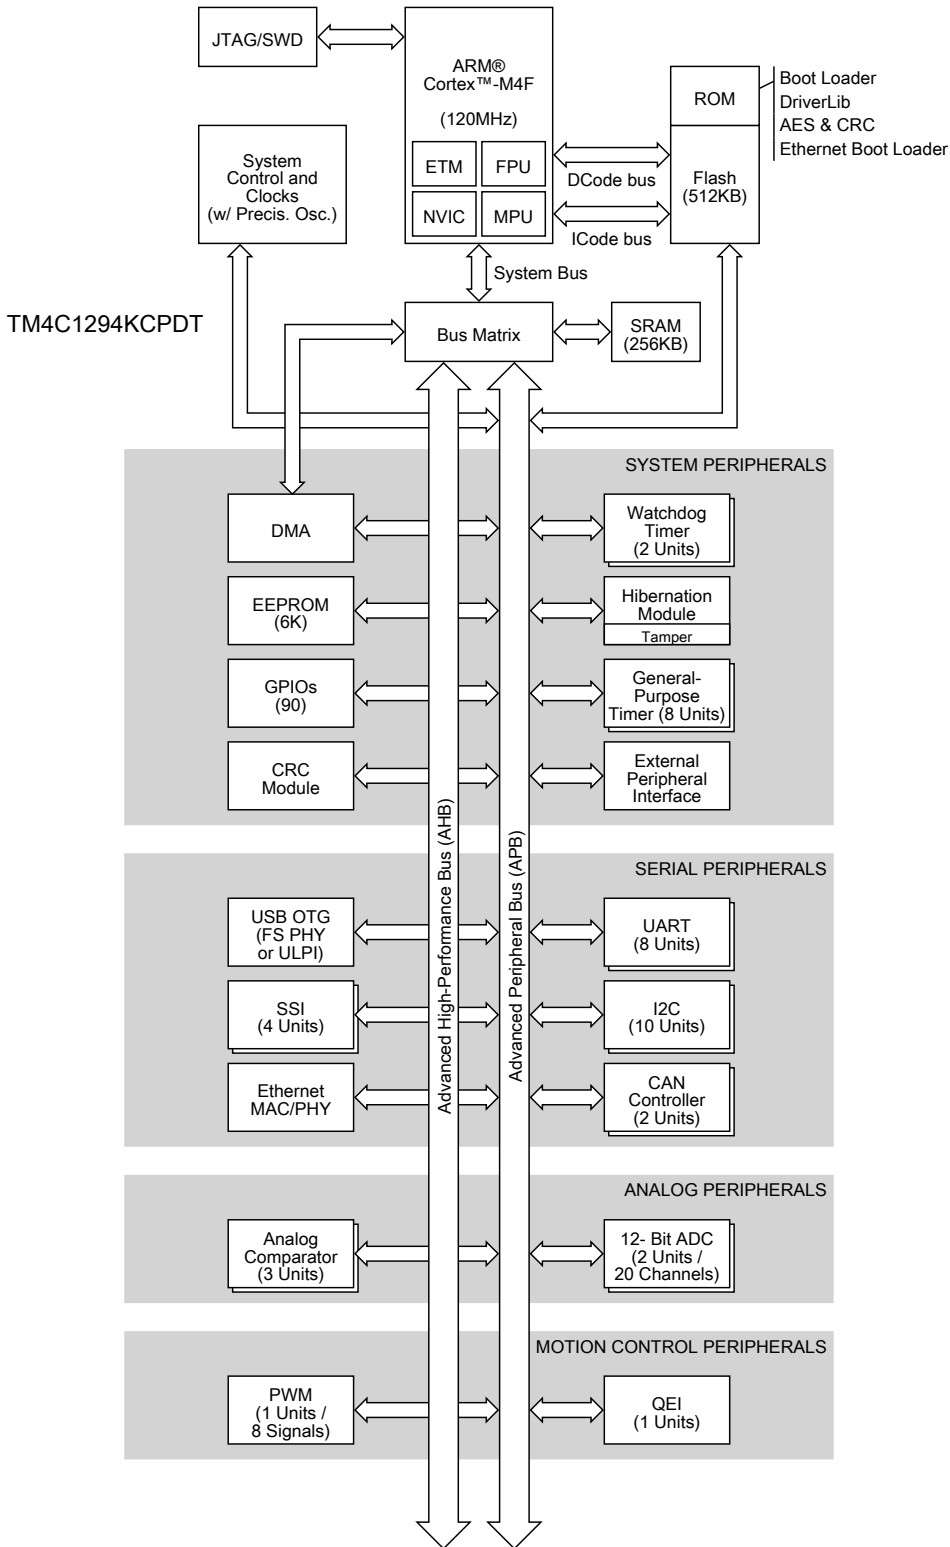 JTAG/SWD
ARM®
Cortex™-M4F
(120MHz)
ETM
FPU
NVIC
MPU
ROM
Boot Loader
DriverLib
AES & CRC
Ethernet Boot Loader
Flash
(512KB)
DCode bus
ICode bus
System
Control and
Clocks
(w/ Precis. Osc.)
System Bus
TM4C1294KCPDT
Bus Matrix
SRAM
(256KB)
SYSTEM PERIPHERALS
DMA
Watchdog
Timer
(2 Units)
EEPROM
(6K)
Hibernation
Module
Tamper
GPIOs
(90)
General-
Purpose
Timer (8 Units)
CRC
Module
External
Peripheral
Interface
Advanced High-Performance Bus (AHB)
Advanced Peripheral Bus (APB)
SERIAL PERIPHERALS
USB OTG
(FS PHY
or ULPI)
UART
(8 Units)
SSI
(4 Units)
I2C
(10 Units)
Ethernet
MAC/PHY
CAN
Controller
(2 Units)
ANALOG PERIPHERALS
Analog
Comparator
(3 Units)
12- Bit ADC
(2 Units /
20 Channels)
MOTION CONTROL PERIPHERALS
PWM
(1 Units /
8 Signals)
QEI
(1 Units)